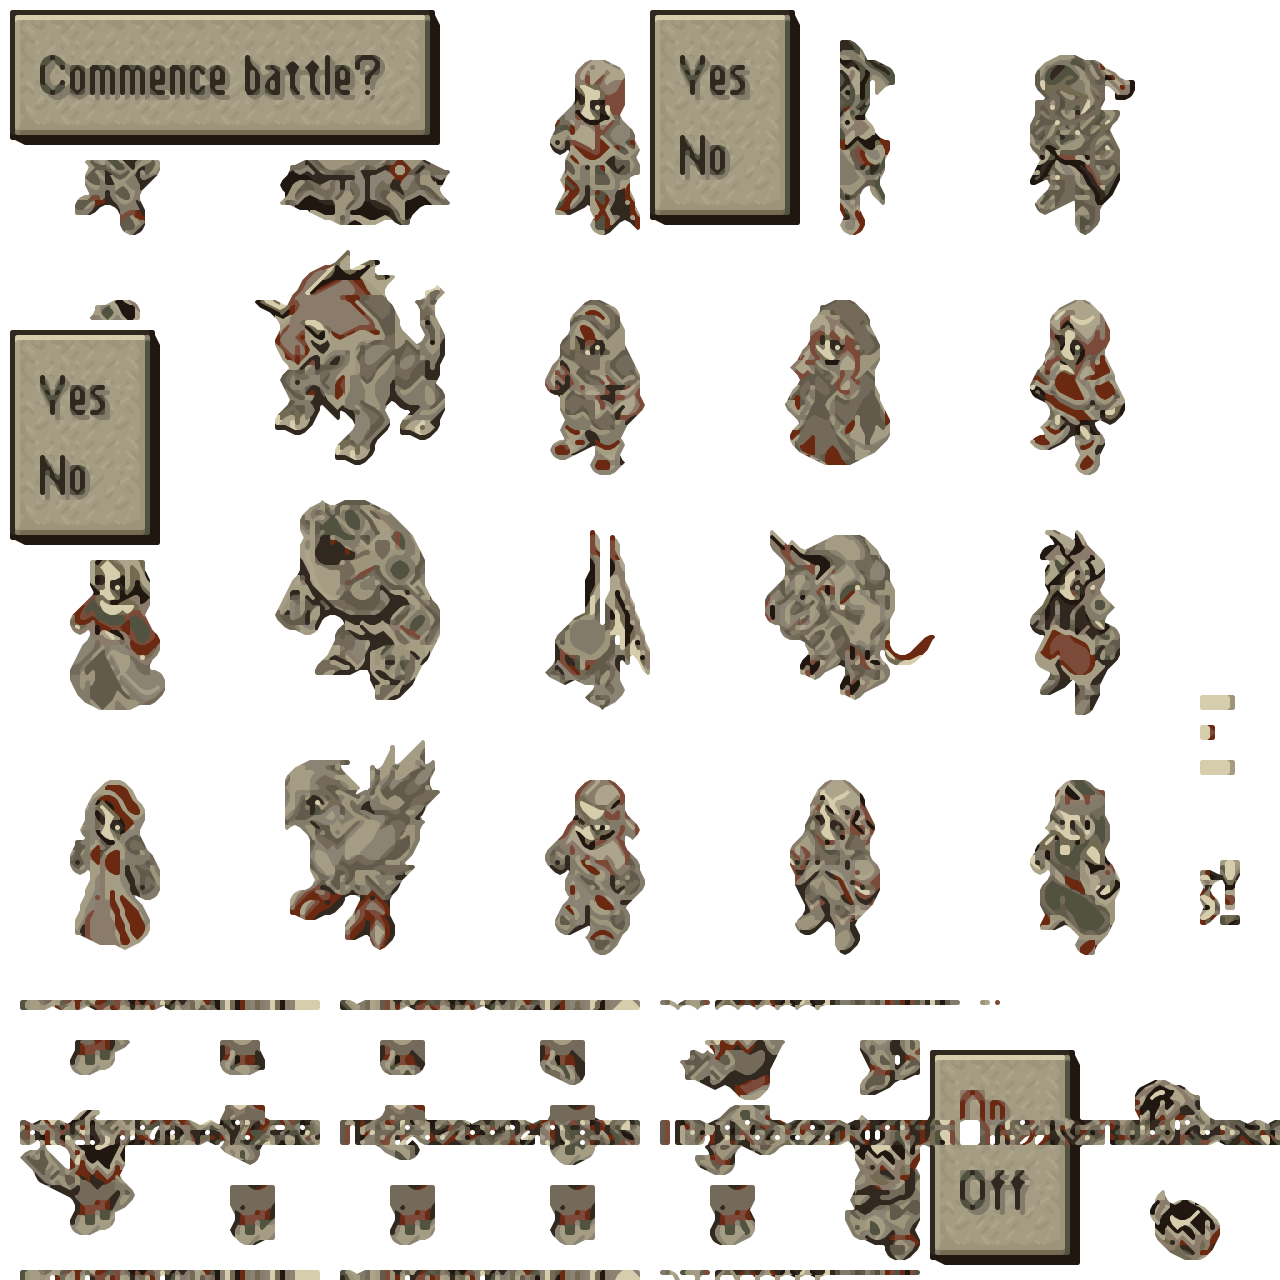 Commence battle?
Yes
No
Yes
No
Off